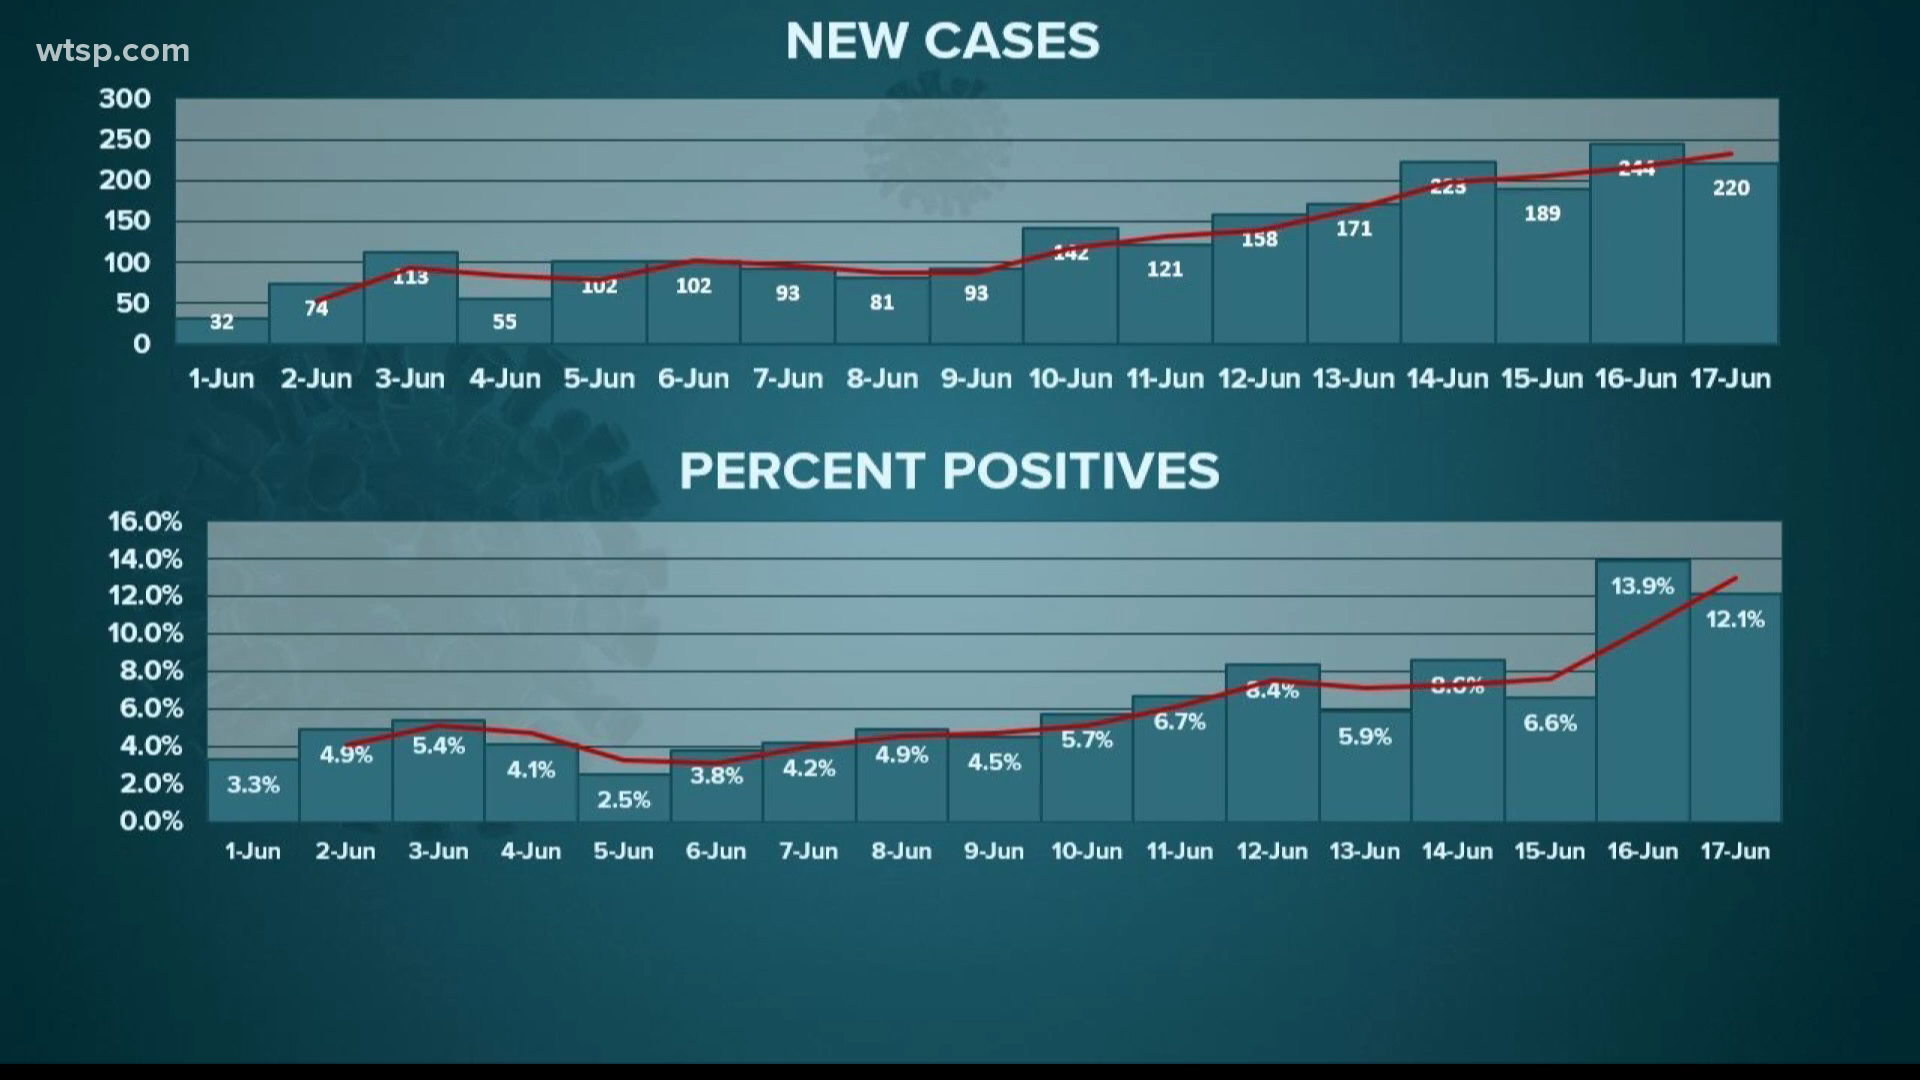 wtsp.com
NEW CASES
300
250
200
150
100
50
0
32 74 113 55 102 102 93 81 93 142 121 158 171 223 189 244 220
1-Jun 2-Jun 3-Jun 4-Jun 5-Jun 6-Jun 7-Jun 8-Jun 9-Jun 10-Jun 11-Jun 12-Jun 13-Jun 14-Jun 15-Jun 16-Jun 17-Jun
PERCENT POSITIVES
16.0%
14.0%
12.0%
10.0%
8.0%
6.0%
4.0%
2.0%
0.0%
3.3% 4.9% 5.4% 4.1% 2.5% 3.8% 4.2% 4.9% 4.5% 5.7% 6.7% 8.4% 5.9% 8.6% 6.6% 13.9% 12.1%
1-Jun 2-Jun 3-Jun 4-Jun 5-Jun 6-Jun 7-Jun 8-Jun 9-Jun 10-Jun 11-Jun 12-Jun 13-Jun 14-Jun 15-Jun 16-Jun 17-Jun